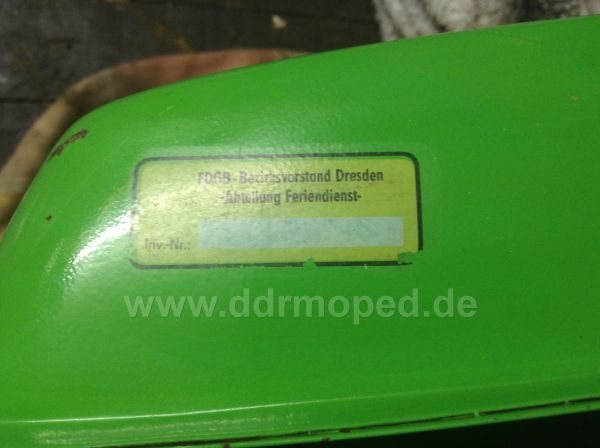 FDGB - Bezirksvorstand Dresden
-Abteilung Feriendienst-
Inv.-Nr.:
www.ddrmoped.de